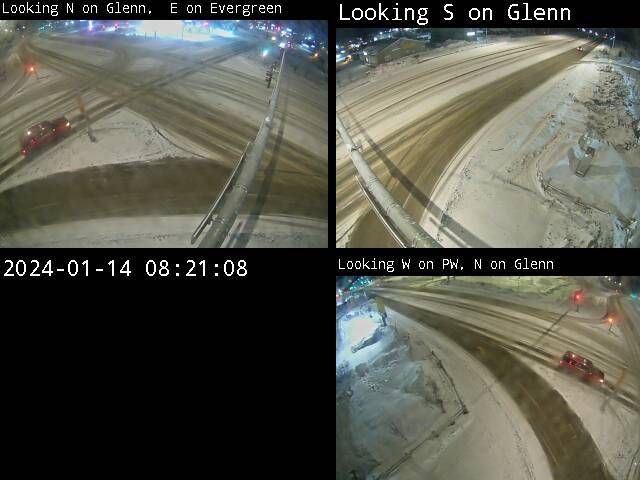 Looking N on Glenn,  E on Evergreen
Looking S on Glenn
2024-01-14 08:21:08
Looking W on PW, N on Glenn